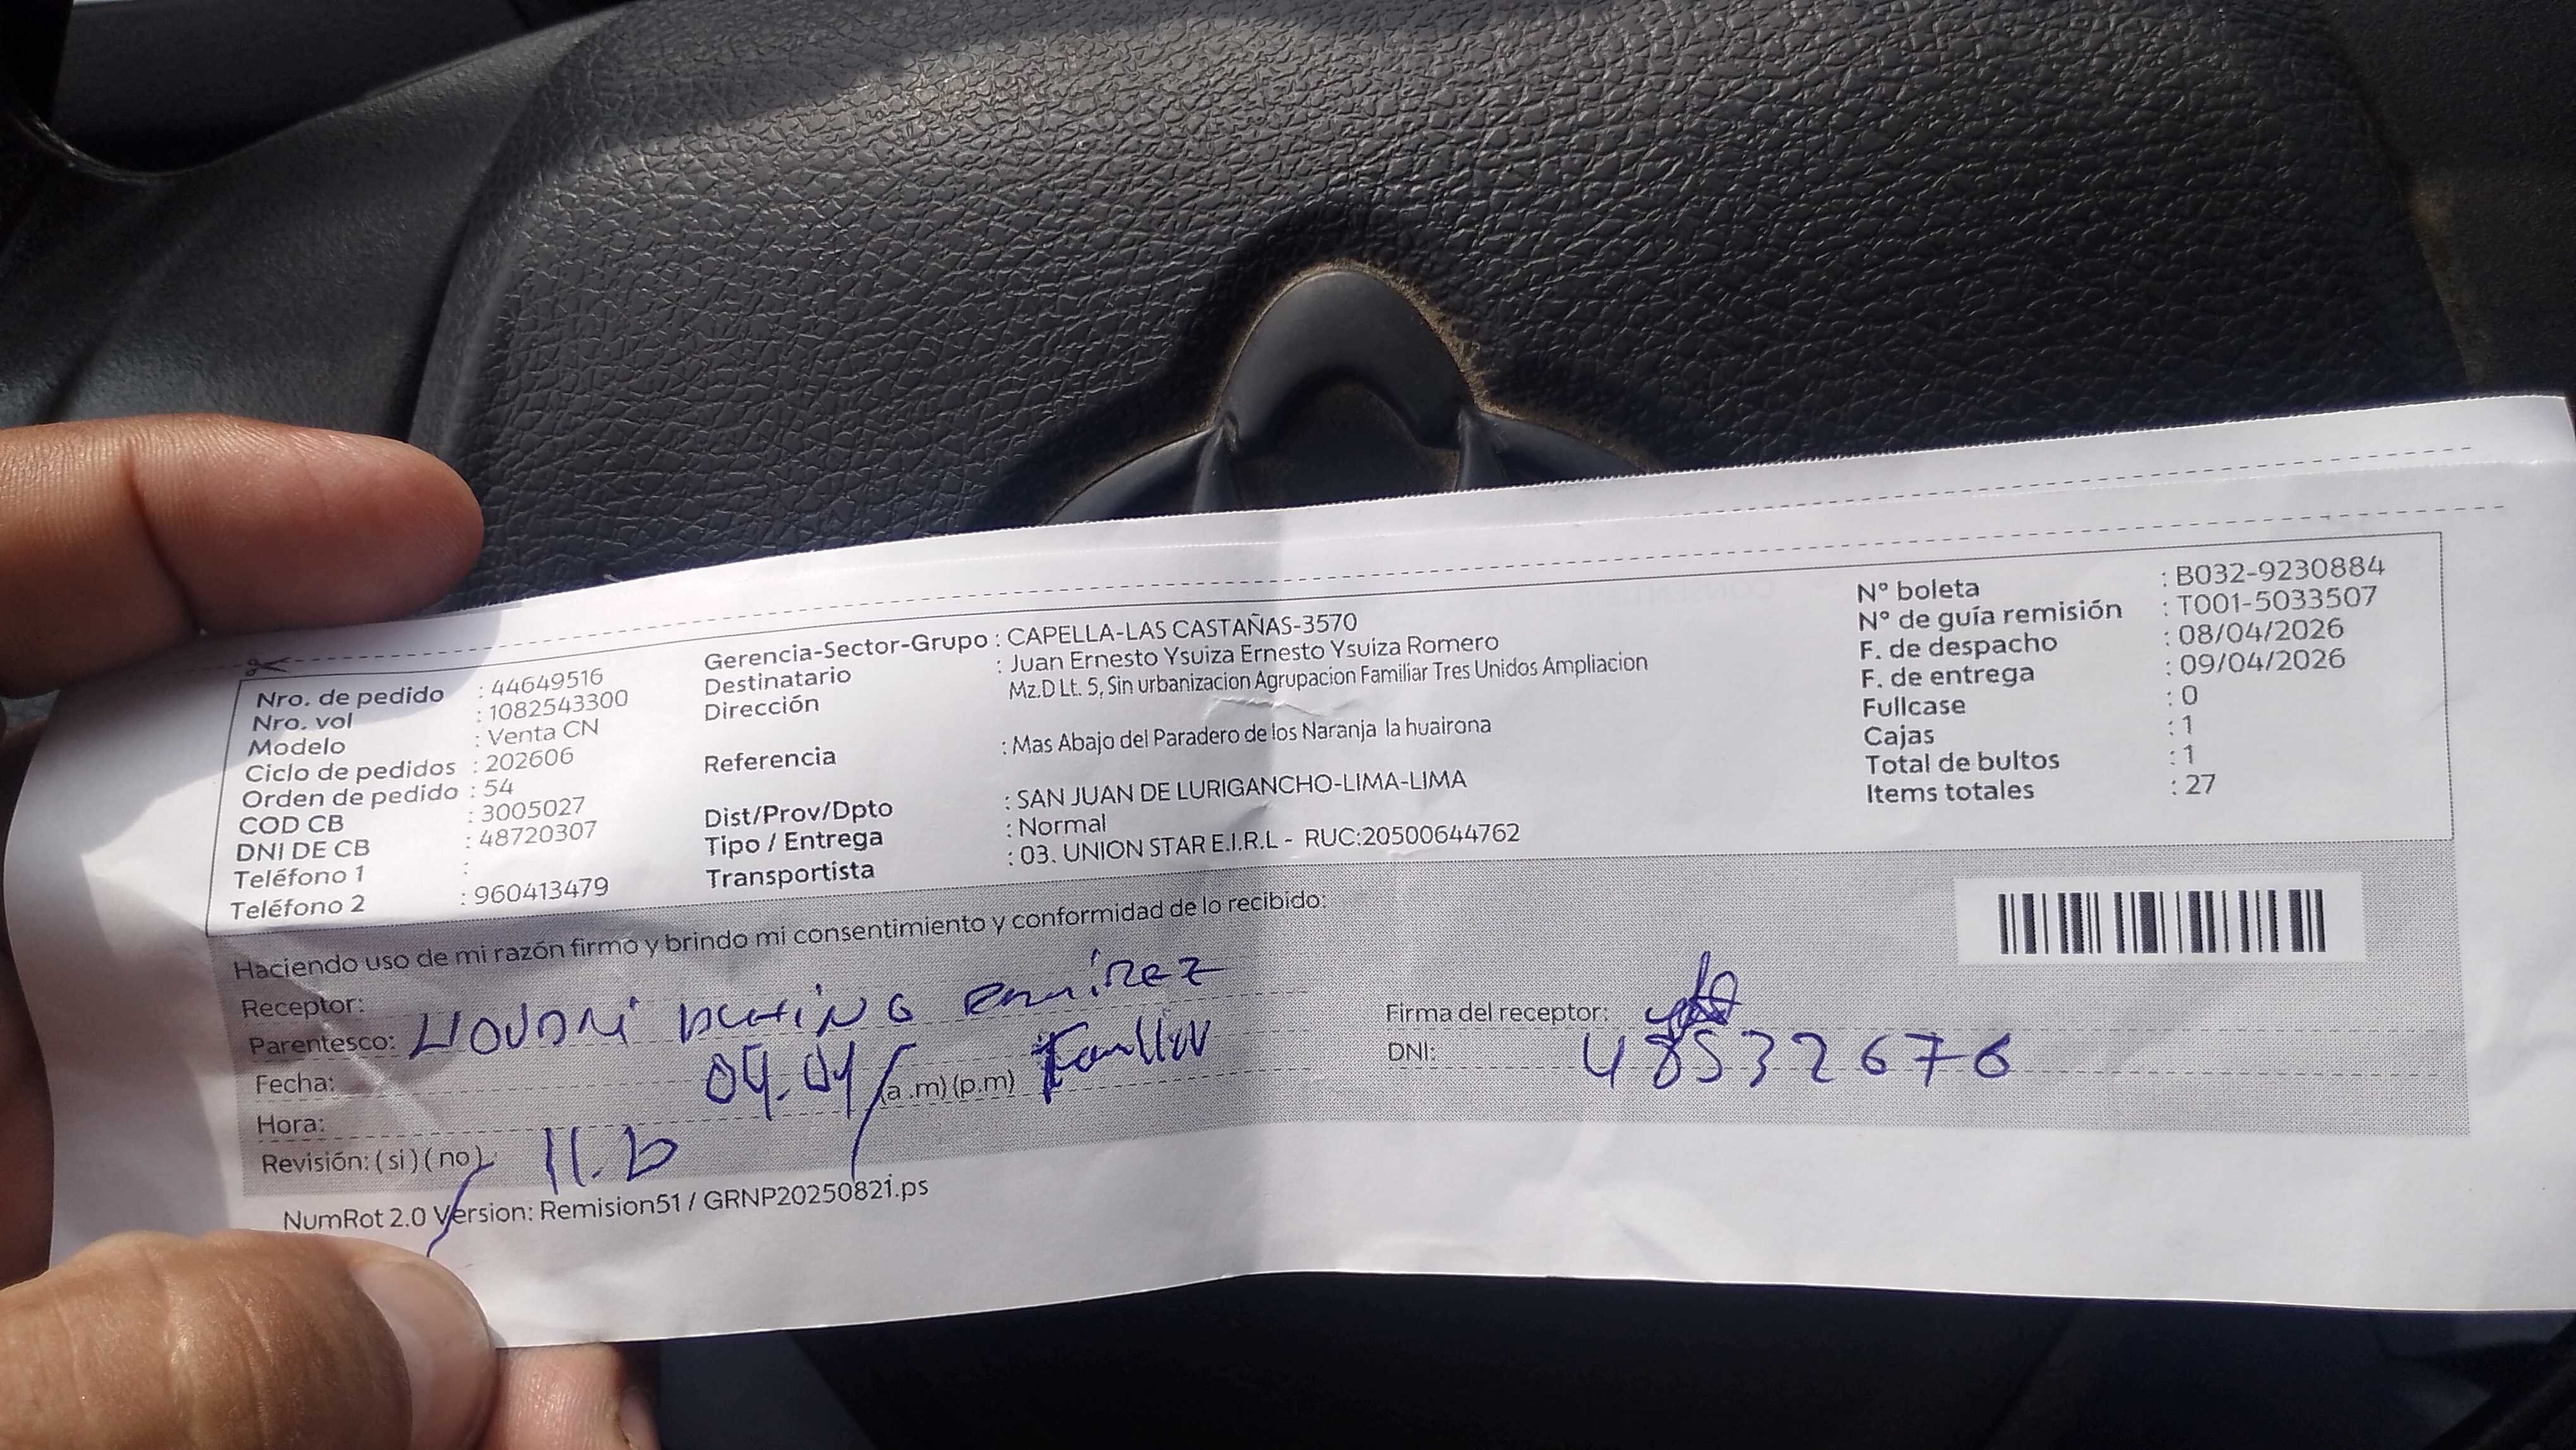 Nro. de pedido : 44649516
Nro. vol : 1082543300
Modelo : Venta CN
Ciclo de pedidos : 202606
Orden de pedido : 54
COD CB : 3005027
DNI DE CB : 48720307
Teléfono 1 :
Teléfono 2 : 960413479
Gerencia-Sector-Grupo : CAPELLA-LAS CASTAÑAS-3570
Destinatario : Juan Ernesto Ysuiza Ernesto Ysuiza Romero
Dirección Mz.D Lt. 5, Sin urbanizacion Agrupacion Familiar Tres Unidos Ampliacion
Referencia : Mas Abajo del Paradero de los Naranja la huairona
Dist/Prov/Dpto : SAN JUAN DE LURIGANCHO-LIMA-LIMA
Tipo / Entrega : Normal
Transportista : 03. UNION STAR E.I.R.L - RUC:20500644762
N° boleta : B032-9230884
N° de guía remisión : T001-5033507
F. de despacho : 08/04/2026
F. de entrega : 09/04/2026
Fullcase : 0
Cajas : 1
Total de bultos : 1
Items totales : 27
Haciendo uso de mi razón firmo y brindo mi consentimiento y conformidad de lo recibido:
Receptor: Ramírez
Parentesco:
Fecha: 09.04 (a.m) (p.m)
Hora:
Revisión: (si) (no)
Firma del receptor:
DNI: 48532676
NumRot 2.0 Version: Remision51 / GRNP20250821.ps